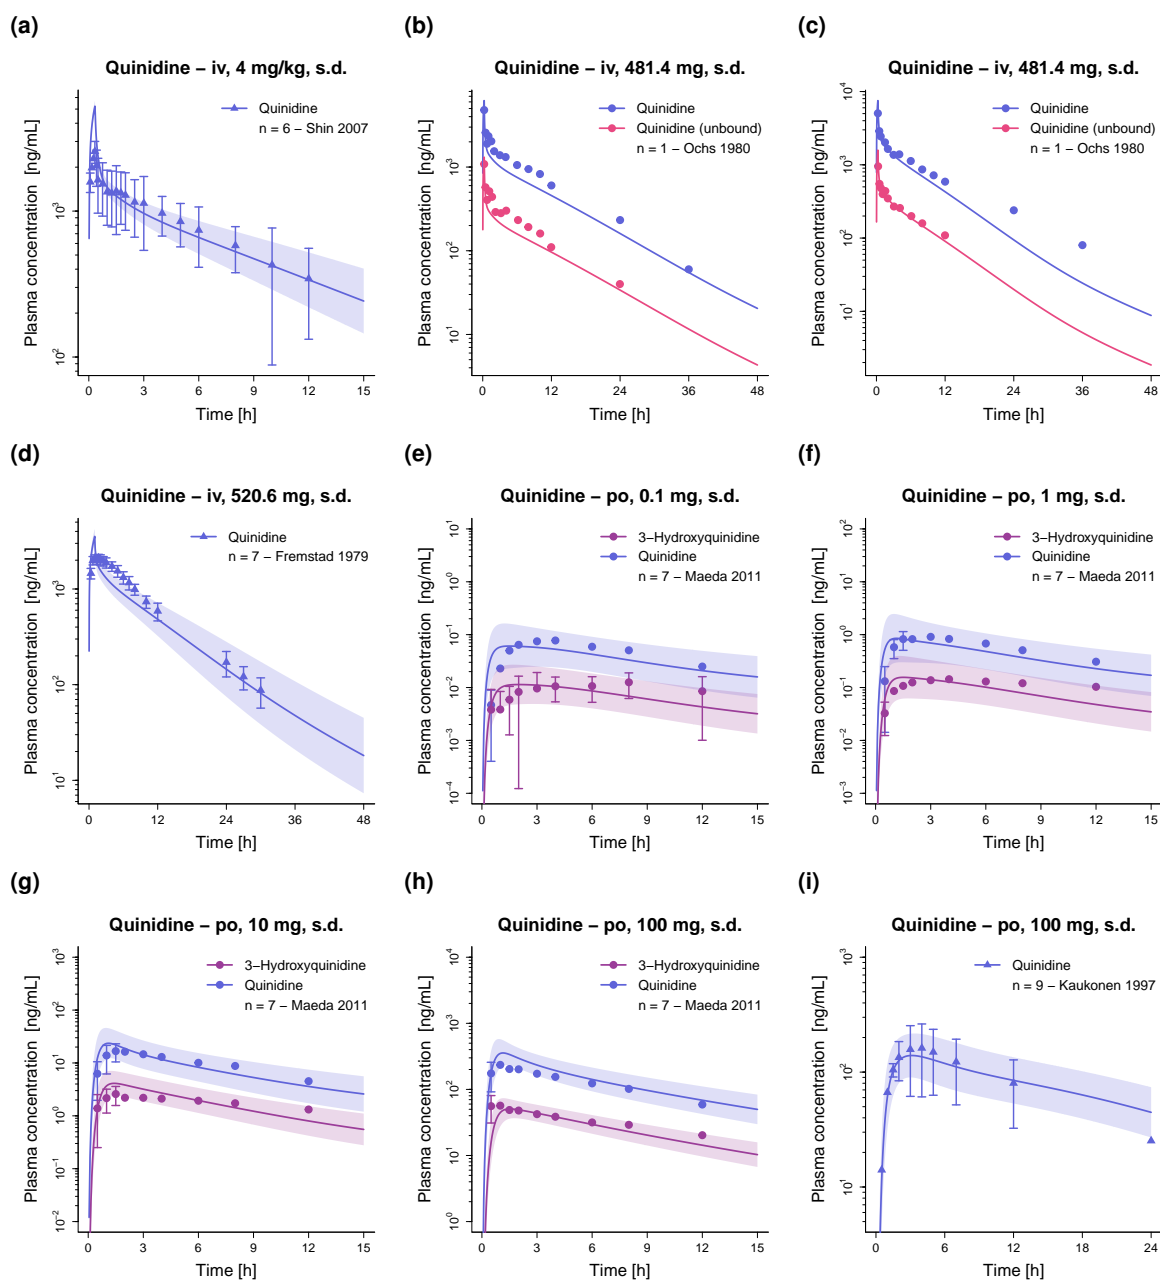 (a)
Quinidine − iv, 4 mg/kg, s.d.
Plasma concentration [ng/mL]
10²
10³
Quinidine
n = 6 − Shin 2007
0 3 6 9 12 15
Time [h]
(b)
Quinidine − iv, 481.4 mg, s.d.
Plasma concentration [ng/mL]
10¹
10²
10³
Quinidine
Quinidine (unbound)
n = 1 − Ochs 1980
0 12 24 36 48
Time [h]
(c)
Quinidine − iv, 481.4 mg, s.d.
Plasma concentration [ng/mL]
10¹
10²
10³
10⁴
Quinidine
Quinidine (unbound)
n = 1 − Ochs 1980
0 12 24 36 48
Time [h]
(d)
Quinidine − iv, 520.6 mg, s.d.
Plasma concentration [ng/mL]
10¹
10²
10³
Quinidine
n = 7 − Fremstad 1979
0 12 24 36 48
Time [h]
(e)
Quinidine − po, 0.1 mg, s.d.
Plasma concentration [ng/mL]
10⁻⁴
10⁻³
10⁻²
10⁻¹
10⁰
10¹
3−Hydroxyquinidine
Quinidine
n = 7 − Maeda 2011
0 3 6 9 12 15
Time [h]
(f)
Quinidine − po, 1 mg, s.d.
Plasma concentration [ng/mL]
10⁻³
10⁻²
10⁻¹
10⁰
10¹
10²
3−Hydroxyquinidine
Quinidine
n = 7 − Maeda 2011
0 3 6 9 12 15
Time [h]
(g)
Quinidine − po, 10 mg, s.d.
Plasma concentration [ng/mL]
10⁻²
10⁻¹
10⁰
10¹
10²
10³
3−Hydroxyquinidine
Quinidine
n = 7 − Maeda 2011
0 3 6 9 12 15
Time [h]
(h)
Quinidine − po, 100 mg, s.d.
Plasma concentration [ng/mL]
10⁰
10¹
10²
10³
10⁴
3−Hydroxyquinidine
Quinidine
n = 7 − Maeda 2011
0 3 6 9 12 15
Time [h]
(i)
Quinidine − po, 100 mg, s.d.
Plasma concentration [ng/mL]
10¹
10²
10³
Quinidine
n = 9 − Kaukonen 1997
0 6 12 18 24
Time [h]